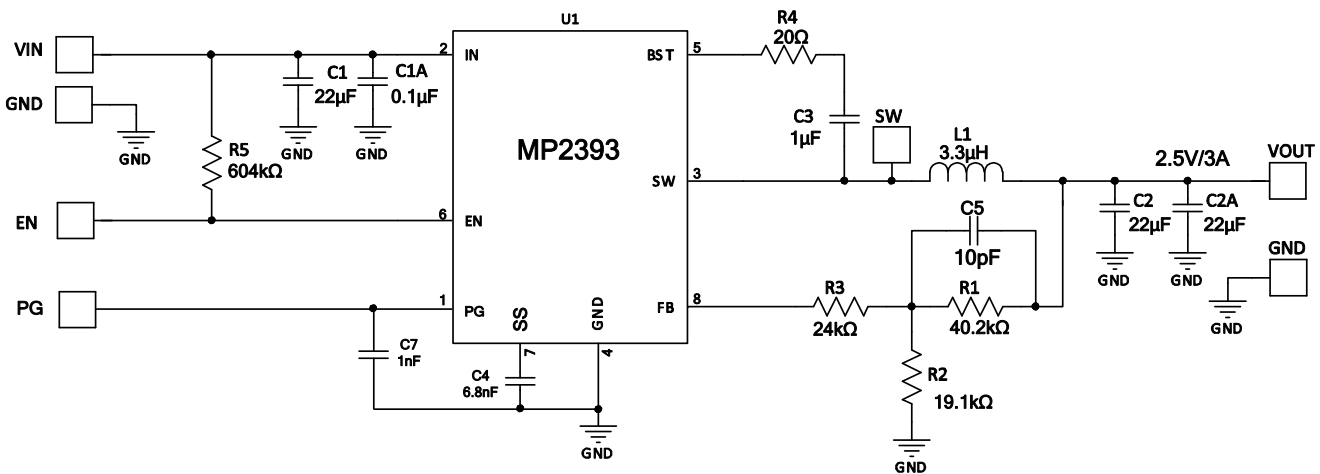 U1
VIN
2
IN
BST
5
R4
20Ω
C1
22µF
C1A
0.1µF
GND
GND
GND
GND
R5
604kΩ
MP2393
C3
1µF
SW
L1
3.3µH
2.5V/3A
VOUT
SW
3
C2
22µF
C2A
22µF
GND
GND
EN
6
EN
C5
10pF
GND
GND
PG
1
PG
SS
7
GND
4
FB
8
R3
24kΩ
R1
40.2kΩ
C7
1nF
C4
6.8nF
R2
19.1kΩ
GND
GND